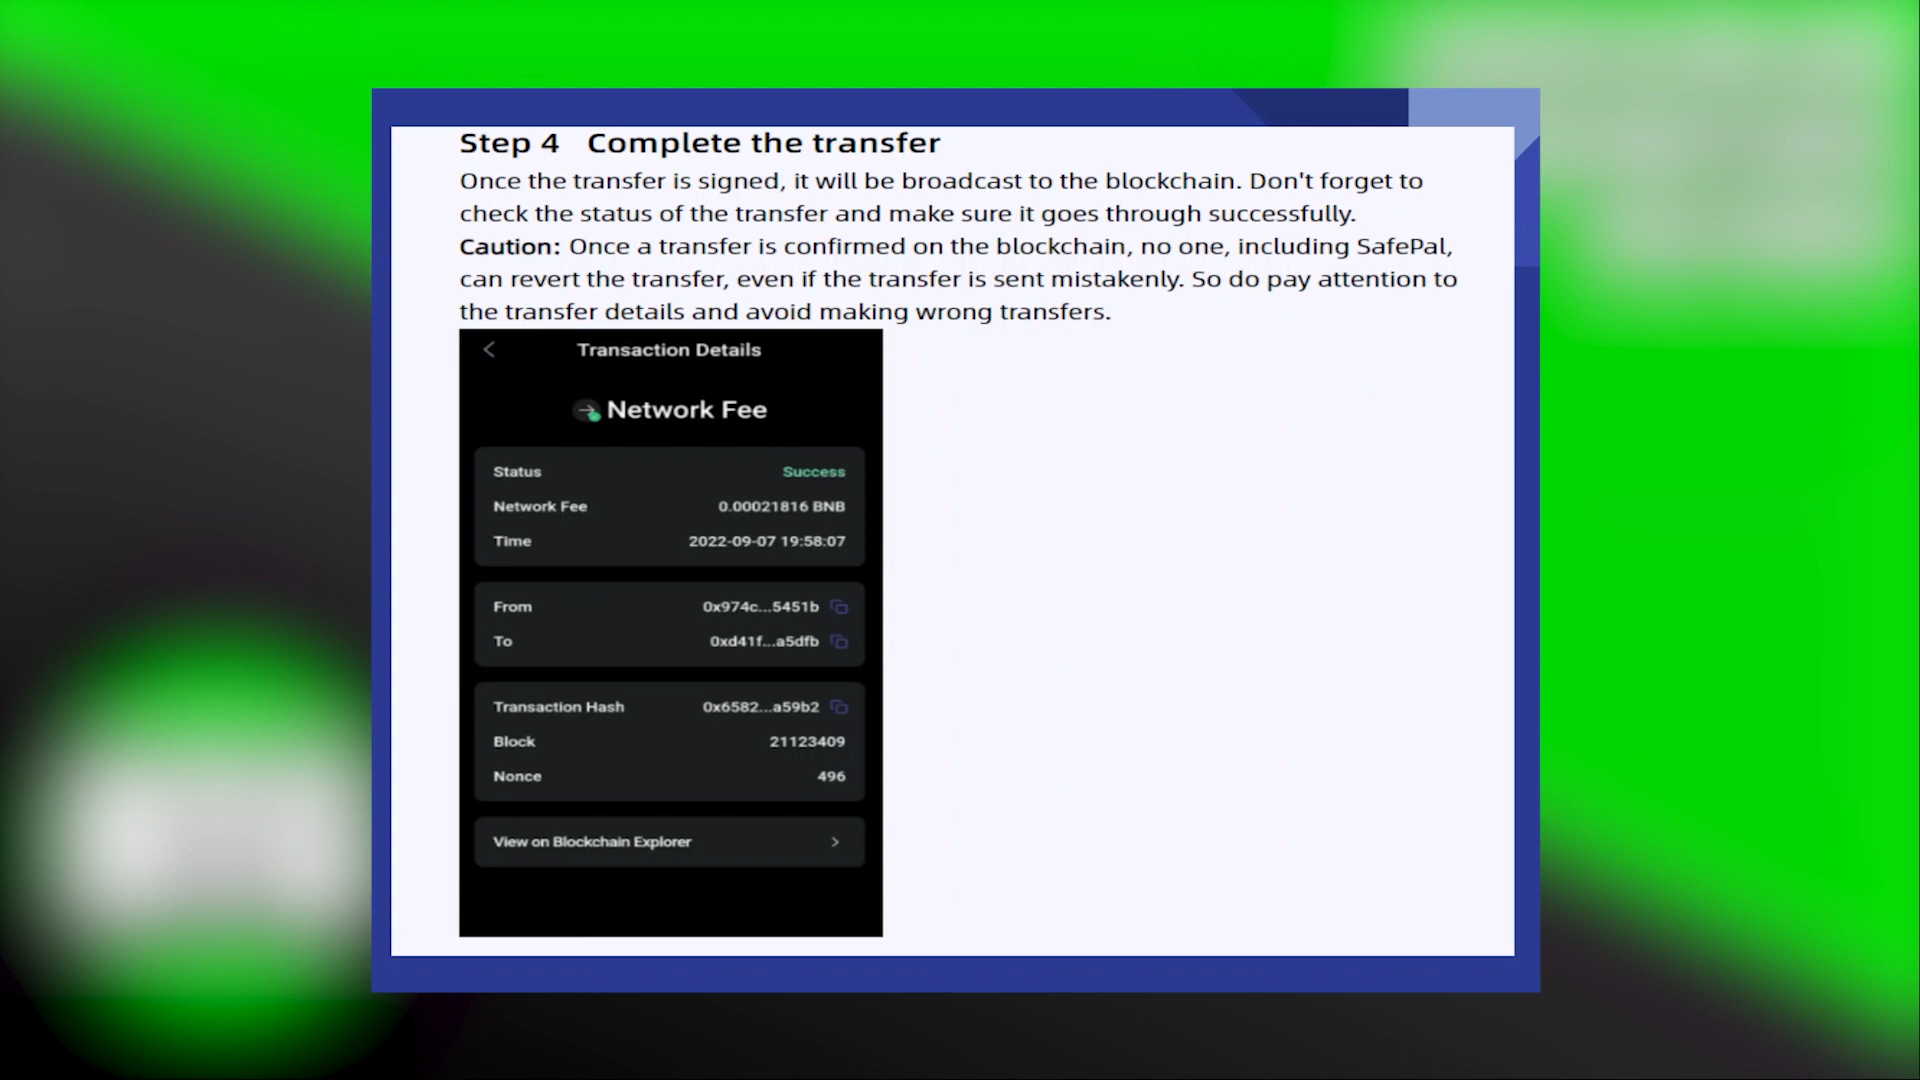 Step 4 Complete the transfer
Once the transfer is signed, it will be broadcast to the blockchain. Don't forget to
check the status of the transfer and make sure it goes through successfully.
Caution: Once a transfer is confirmed on the blockchain, no one, including SafePal,
can revert the transfer, even if the transfer is sent mistakenly. So do pay attention to
the transfer details and avoid making wrong transfers.
Transaction Details
Network Fee
Status Success
Network Fee 0.00021816 BNB
Time 2022-09-07 19:58:07
From 0x974c...5451b
To 0xd41f...a5dfb
Transaction Hash 0x6582...a59b2
Block 21123409
Nonce 496
View on Blockchain Explorer